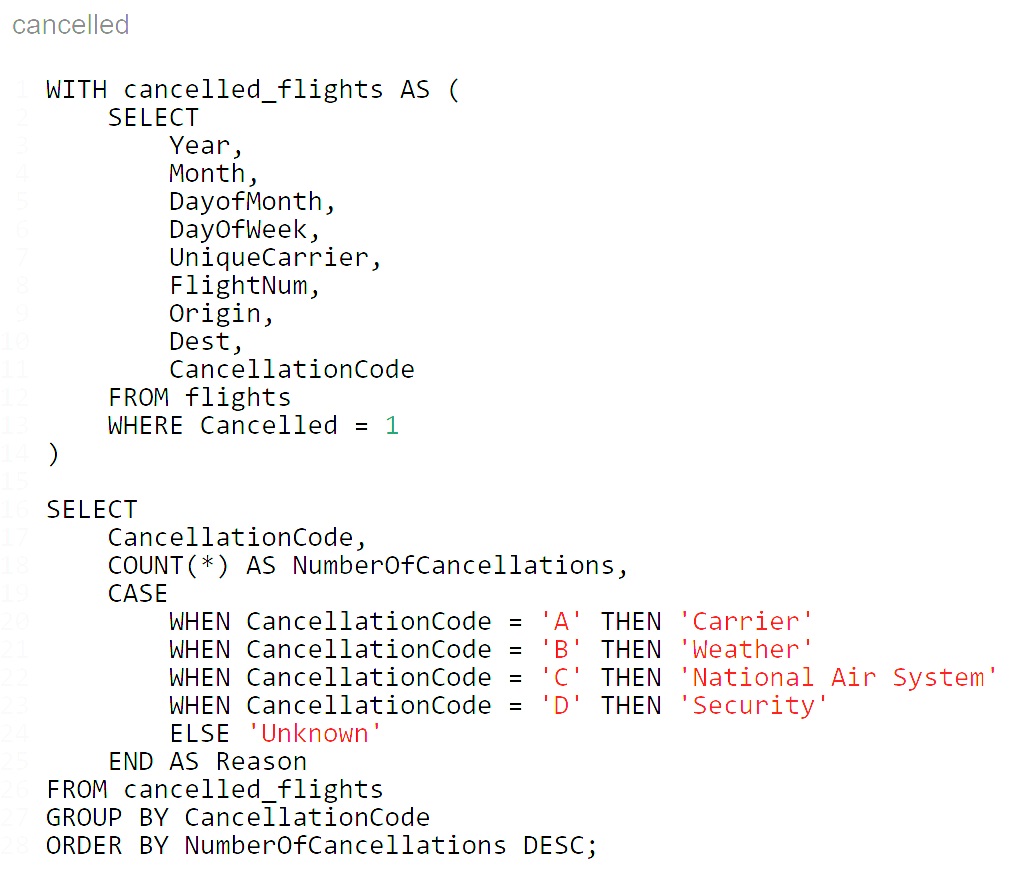 cancelled
1 WITH cancelled_flights AS (
2 SELECT
3 Year,
4 Month,
5 DayofMonth,
6 DayOfWeek,
7 UniqueCarrier,
8 FlightNum,
9 Origin,
10 Dest,
11 CancellationCode
12 FROM flights
13 WHERE Cancelled = 1
14 )
15
16 SELECT
17 CancellationCode,
18 COUNT(*) AS NumberOfCancellations,
19 CASE
20 WHEN CancellationCode = 'A' THEN 'Carrier'
21 WHEN CancellationCode = 'B' THEN 'Weather'
22 WHEN CancellationCode = 'C' THEN 'National Air System'
23 WHEN CancellationCode = 'D' THEN 'Security'
24 ELSE 'Unknown'
25 END AS Reason
26 FROM cancelled_flights
27 GROUP BY CancellationCode
28 ORDER BY NumberOfCancellations DESC;